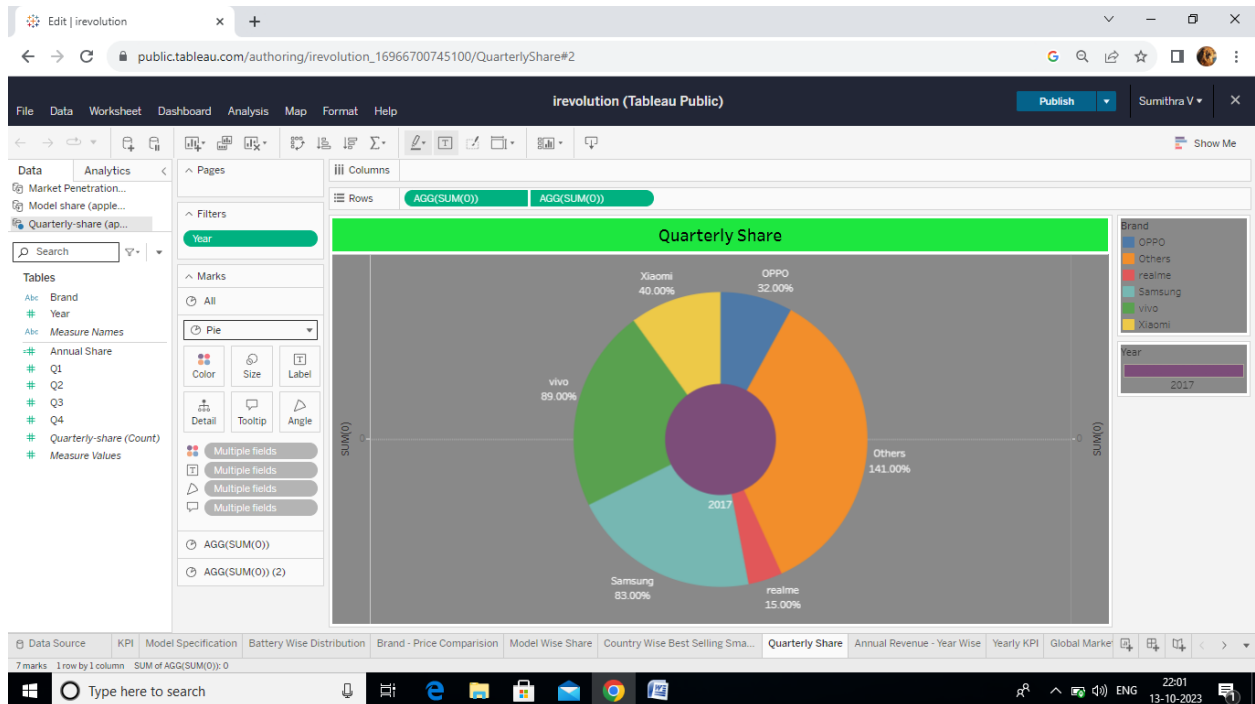 Edit | irevolution
public.tableau.com/authoring/irevolution_16966700745100/QuarterlyShare#2
File Data Worksheet Dashboard Analysis Map Format Help
irevolution (Tableau Public)
Publish
Sumithra V
Show Me
Data Analytics
Market Penetration...
Model share (apple...
Quarterly-share (ap...
Search
Tables
Abc Brand
# Year
Abc Measure Names
=# Annual Share
# Q1
# Q2
# Q3
# Q4
# Quarterly-share (Count)
# Measure Values
Pages
Filters
Year
Marks
All
Pie
Color Size Label
Detail Tooltip Angle
Multiple fields
Multiple fields
Multiple fields
Multiple fields
AGG(SUM(0))
AGG(SUM(0)) (2)
Columns
Rows AGG(SUM(0)) AGG(SUM(0))
Quarterly Share
Xiaomi
40.00%
OPPO
32.00%
vivo
89.00%
Others
141.00%
2017
Samsung
83.00%
realme
15.00%
SUM(0)
0
0
SUM(0)
Brand
OPPO
Others
realme
Samsung
vivo
Xiaomi
Year
2017
Data Source KPI Model Specification Battery Wise Distribution Brand - Price Comparision Model Wise Share Country Wise Best Selling Sma... Quarterly Share Annual Revenue - Year Wise Yearly KPI Global Marke
7 marks 1 row by 1 column SUM of AGG(SUM(0)): 0
Type here to search
ENG
22:01
13-10-2023